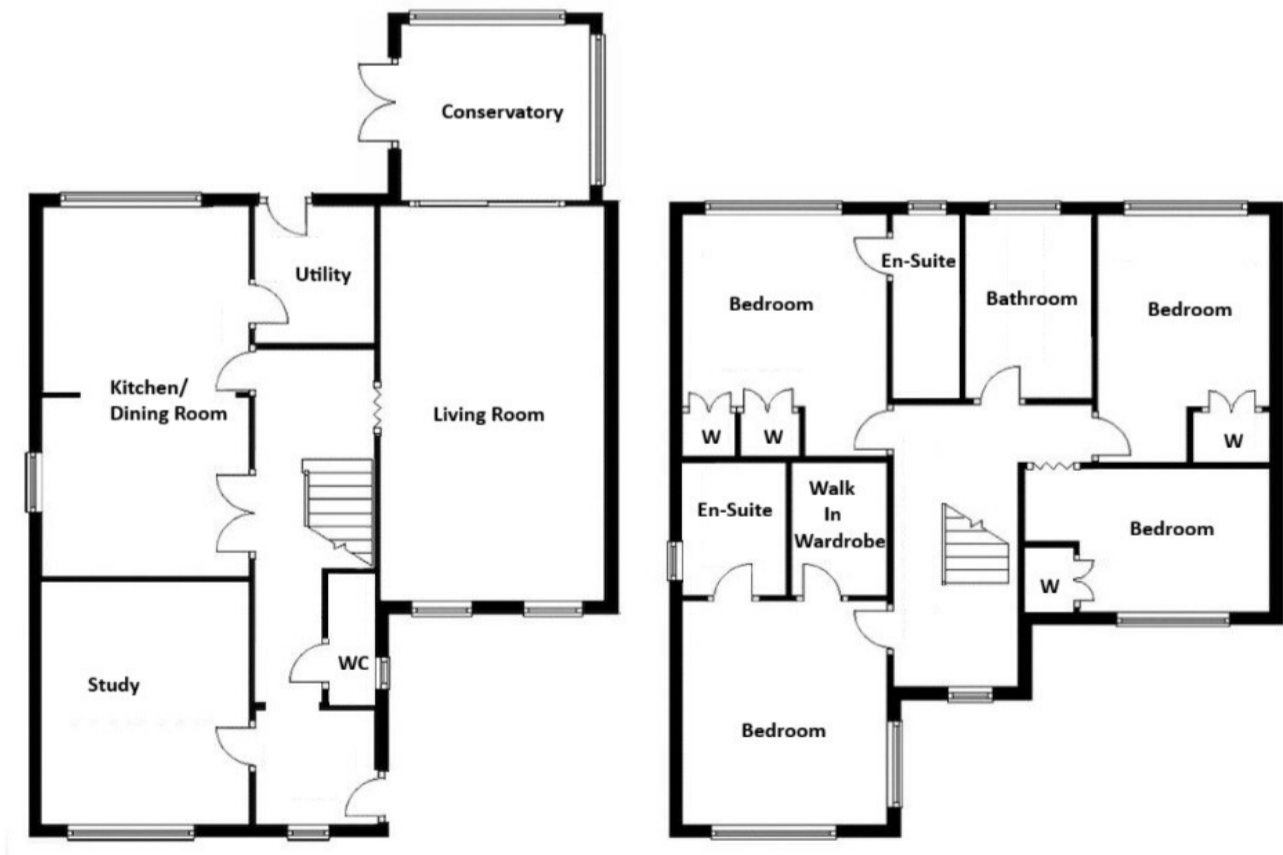 Conservatory
Utility
Kitchen/
Dining Room
Living Room
Study
WC
Bedroom
En-Suite
Bathroom
Bedroom
W
W
W
En-Suite
Walk
In
Wardrobe
Bedroom
W
Bedroom